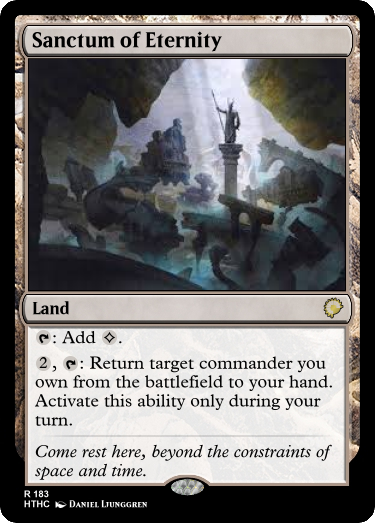 Sanctum of Eternity
Land
: Add .
2, : Return target commander you
own from the battlefield to your hand.
Activate this ability only during your
turn.
Come rest here, beyond the constraints of
space and time.
R 183
HTHC DANIEL LJUNGGREN